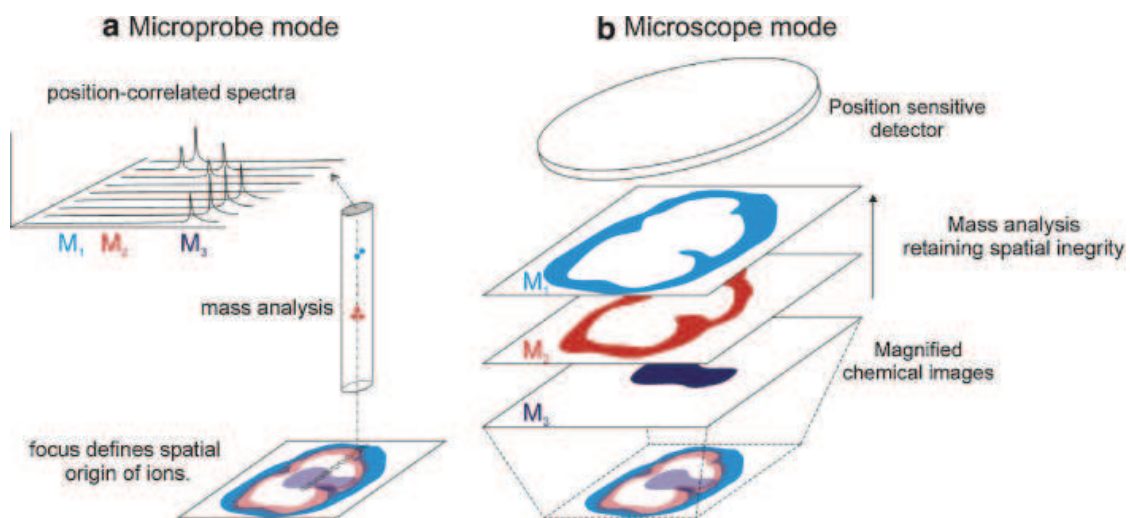 a Microprobe mode
position-correlated spectra
M1 M2 M3
mass analysis
focus defines spatial
origin of ions.
b Microscope mode
Position sensitive
detector
M1
Mass analysis
retaining spatial inegrity
M2
Magnified
chemical images
M3